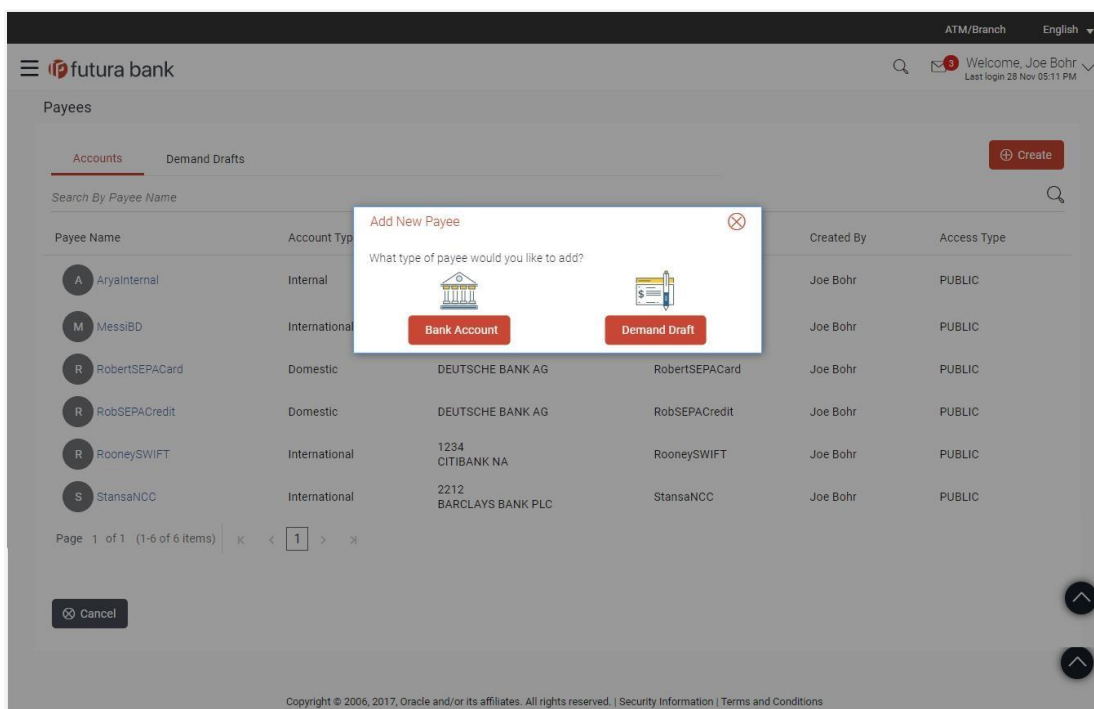 ATM/Branch English
futura bank 3 Welcome, Joe Bohr
Last login 28 Nov 05:11 PM
Payees
Accounts Demand Drafts Create
Search By Payee Name
Add New Payee
Payee Name Account Typ Created By Access Type
What type of payee would you like to add?
A AryaInternal Internal Joe Bohr PUBLIC
$
M MessiBD International Bank Account Demand Draft Joe Bohr PUBLIC
R RobertSEPACard Domestic DEUTSCHE BANK AG RobertSEPACard Joe Bohr PUBLIC
R RobSEPACredit Domestic DEUTSCHE BANK AG RobSEPACredit Joe Bohr PUBLIC
R RooneySWIFT International 1234 RooneySWIFT Joe Bohr PUBLIC
CITIBANK NA
S StansaNCC International 2212 StansaNCC Joe Bohr PUBLIC
BARCLAYS BANK PLC
Page 1 of 1 (1-6 of 6 items) 1
Cancel
Copyright © 2006, 2017, Oracle and/or its affiliates. All rights reserved. | Security Information | Terms and Conditions